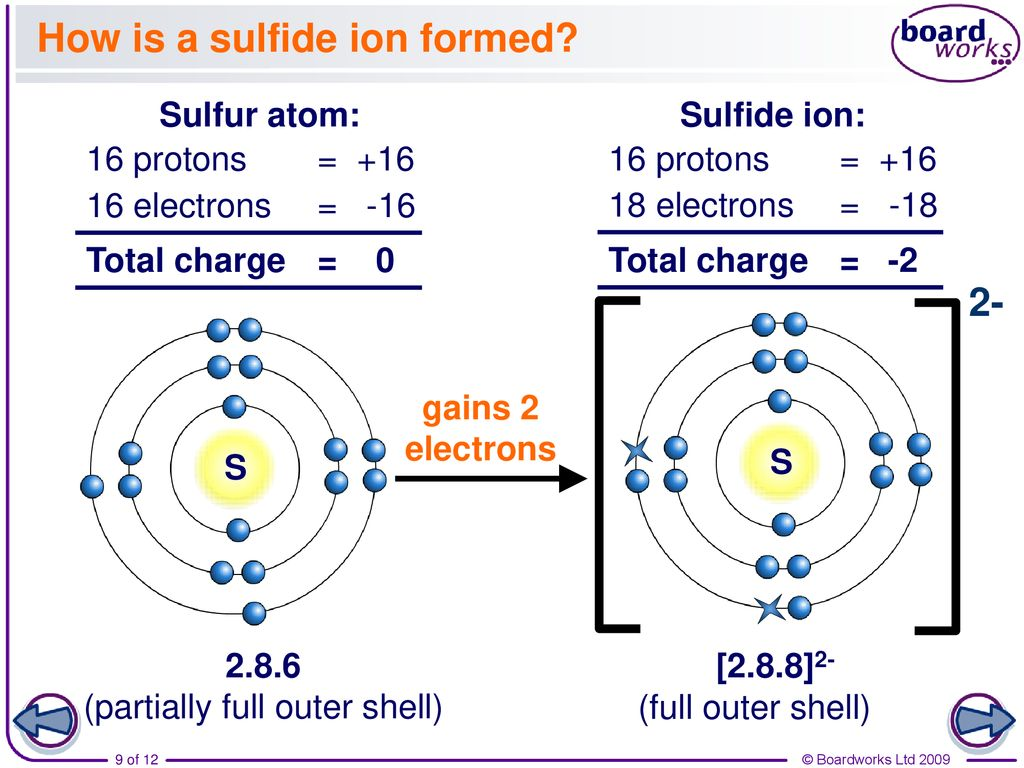 How is a sulfide ion formed?
board
works
Sulfur atom:
16 protons = +16
16 electrons = -16
Total charge = 0
Sulfide ion:
16 protons = +16
18 electrons = -18
Total charge = -2
2-
gains 2
electrons
S
S
2.8.6
(partially full outer shell)
[2.8.8]2-
(full outer shell)
9 of 12
© Boardworks Ltd 2009